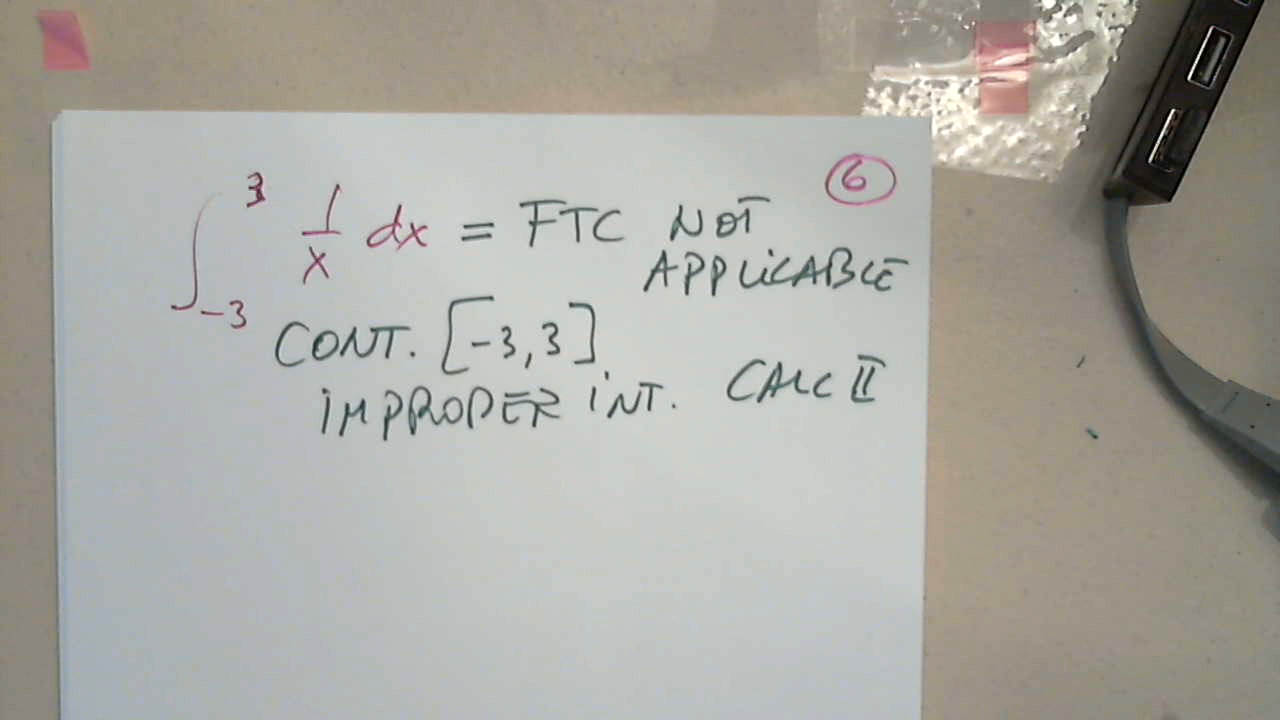 ⑥
∫_{-3}^{3} 1/x dx = FTC NOT
APPLICABLE
CONT. [-3,3]
IMPROPER INT. CALC II